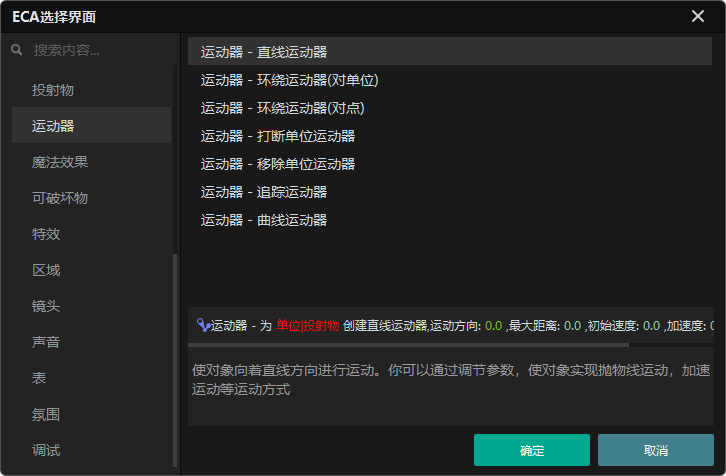 ECA选择界面
搜索内容...
投射物
运动器
魔法效果
可破坏物
特效
区域
镜头
声音
表
氛围
调试
运动器 - 直线运动器
运动器 - 环绕运动器(对单位)
运动器 - 环绕运动器(对点)
运动器 - 打断单位运动器
运动器 - 移除单位运动器
运动器 - 追踪运动器
运动器 - 曲线运动器
运动器 - 为 单位|投射物 创建直线运动器,运动方向: 0.0 ,最大距离: 0.0 ,初始速度: 0.0 ,加速度: 0
使对象向着直线方向进行运动。你可以通过调节参数，使对象实现抛物线运动，加速
运动等运动方式
确定
取消